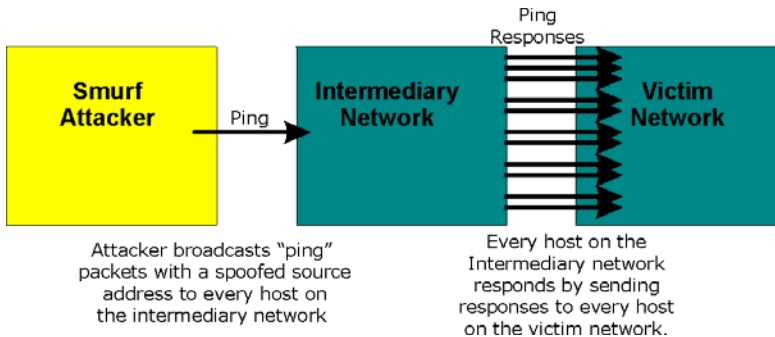 Ping
Responses
Smurf
Attacker
Ping
Intermediary
Network
Victim
Network
Attacker broadcasts “ping”
packets with a spoofed source
address to every host on
the intermediary network
Every host on the
Intermediary network
responds by sending
responses to every host
on the victim network.